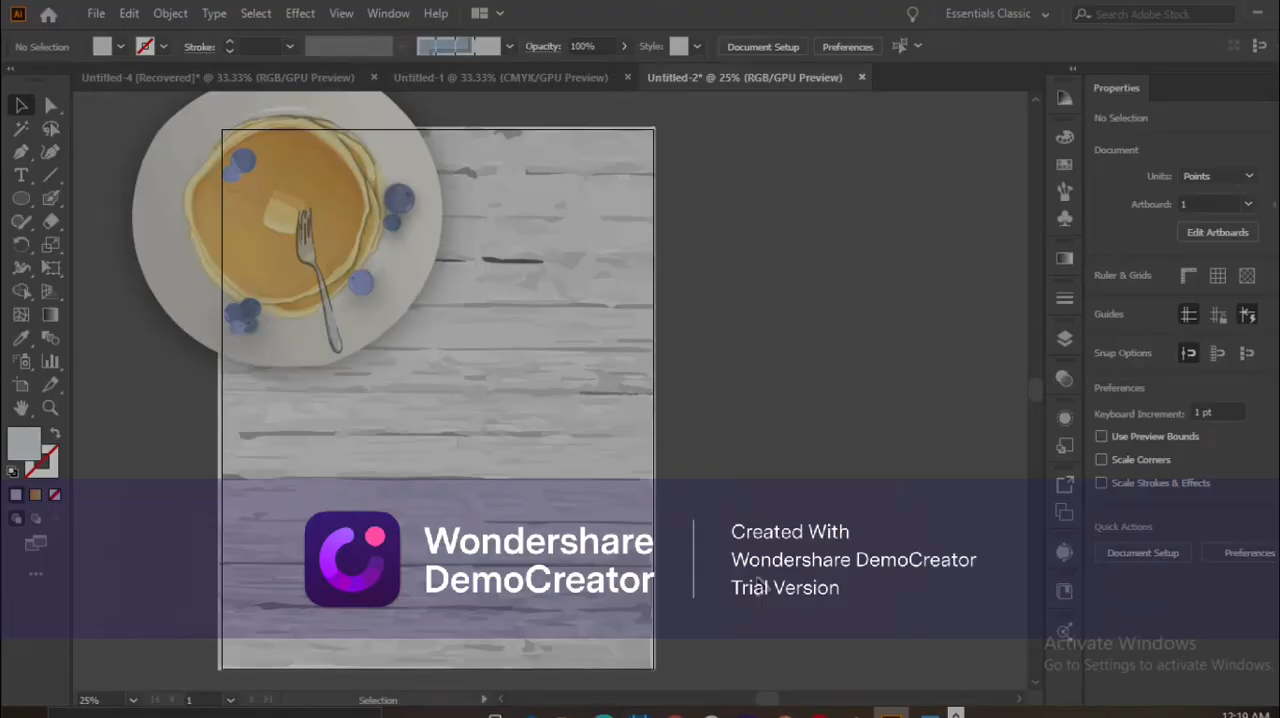 File Edit Object Type Select Effect View Window Help Essentials Classic Search Adobe Stock
No Selection Stroke: Opacity: 100% Style: Document Setup Preferences
Untitled-4 [Recovered]* @ 33.33% (RGB/GPU Preview) × Untitled-1 @ 33.33% (CMYK/GPU Preview) × Untitled-2* @ 25% (RGB/GPU Preview) ×
Properties
No Selection
Document
Units: Points
Artboard: 1
Edit Artboards
Ruler & Grids
Guides
Snap Options
Preferences
Keyboard Increment: 1 pt
Use Preview Bounds
Scale Corners
Scale Strokes & Effects
Quick Actions
Document Setup Preferences
Wondershare
DemoCreator
Created With
Wondershare DemoCreator
Trial Version
Activate Windows
Go to Settings to activate Windows.
25% 1 Selection
12:19 AM